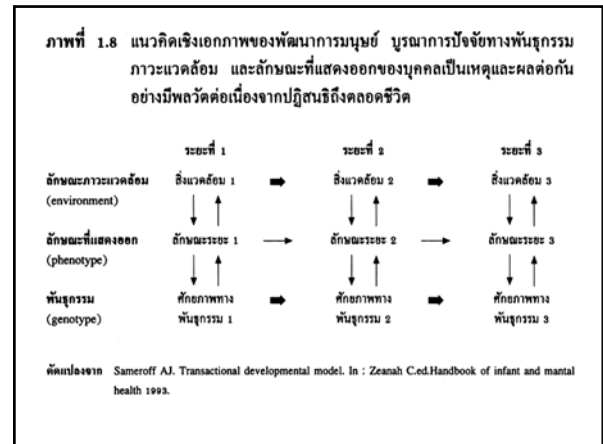 ภาพที่ 1.8 แนวคิดเชิงเอกภาพของพัฒนาการมนุษย์ บูรณาการปัจจัยทางพันธุกรรม
ภาวะแวดล้อม และลักษณะที่แสดงออกของบุคคลเป็นเหตุและผลต่อกัน
อย่างมีพลวัตต่อเนื่องจากปฏิสนธิถึงตลอดชีวิต
ระยะที่ 1 ระยะที่ 2 ระยะที่ 3
ลักษณะภาวะแวดล้อม สิ่งแวดล้อม 1 สิ่งแวดล้อม 2 สิ่งแวดล้อม 3
(environment)
ลักษณะที่แสดงออก ลักษณะระยะ 1 ลักษณะระยะ 2 ลักษณะระยะ 3
(phenotype)
พันธุกรรม ศักยภาพทาง ศักยภาพทาง ศักยภาพทาง
(genotype) พันธุกรรม 1 พันธุกรรม 2 พันธุกรรม 3
ดัดแปลงจาก Sameroff AJ. Transactional developmental model. In : Zeanah C.ed.Handbook of infant and mantal
health 1993.